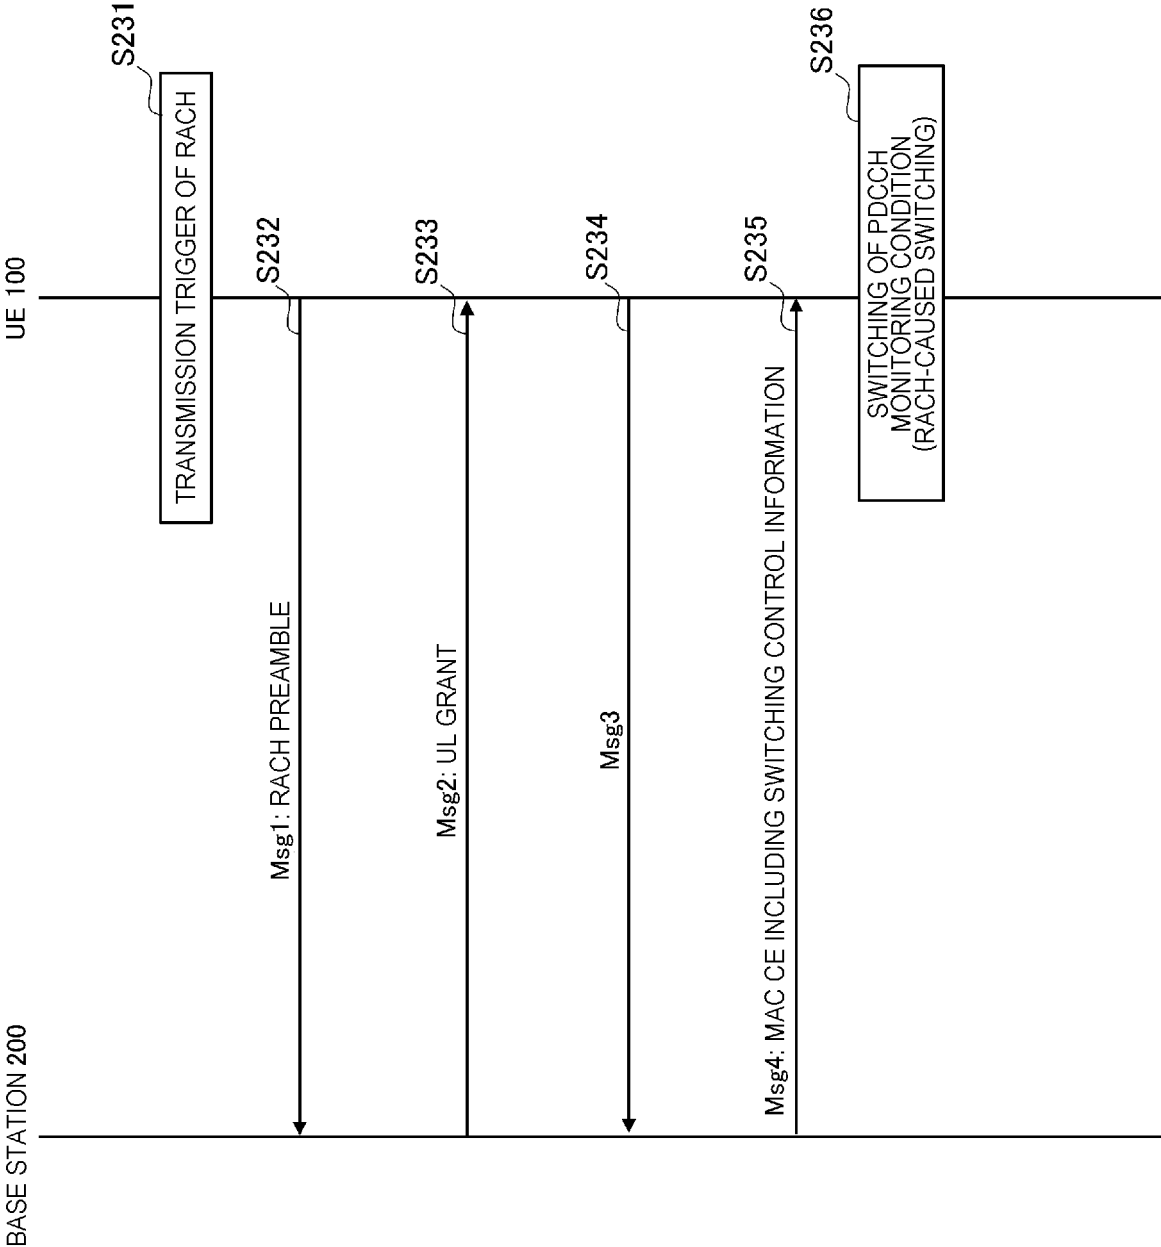 BASE STATION 200
UE 100
S231
TRANSMISSION TRIGGER OF RACH
S232
Msg1: RACH PREAMBLE
S233
Msg2: UL GRANT
S234
Msg3
S235
Msg4: MAC CE INCLUDING SWITCHING CONTROL INFORMATION
S236
SWITCHING OF PDCCH
MONITORING CONDITION
(RACH-CAUSED SWITCHING)